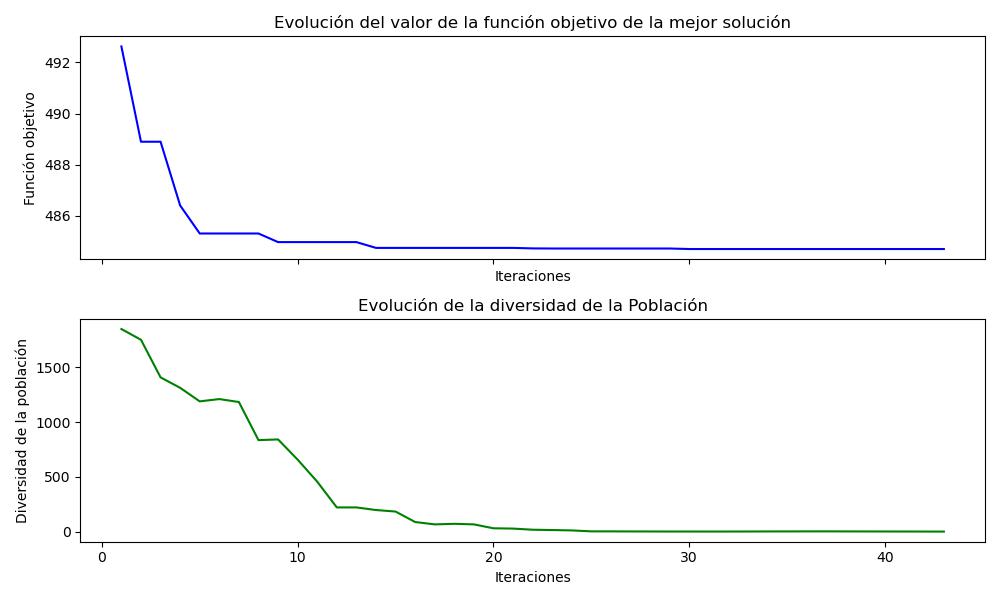 Evolución del valor de la función objetivo de la mejor solución
Función objetivo
492
490
488
486
Iteraciones
Evolución de la diversidad de la Población
Diversidad de la población
1500
1000
500
0
0 10 20 30 40
Iteraciones